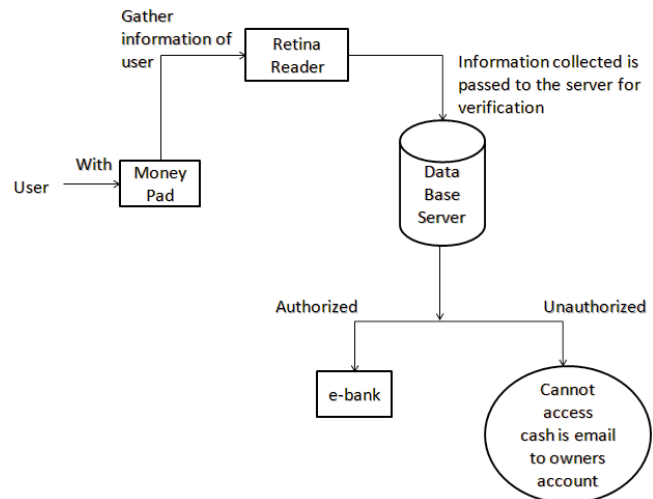 Gather
information of
user
Retina
Reader
Information collected is
passed to the server for
verification
With
User
Money
Pad
Data
Base
Server
Authorized
Unauthorized
e-bank
Cannot
access
cash is email
to owners
account